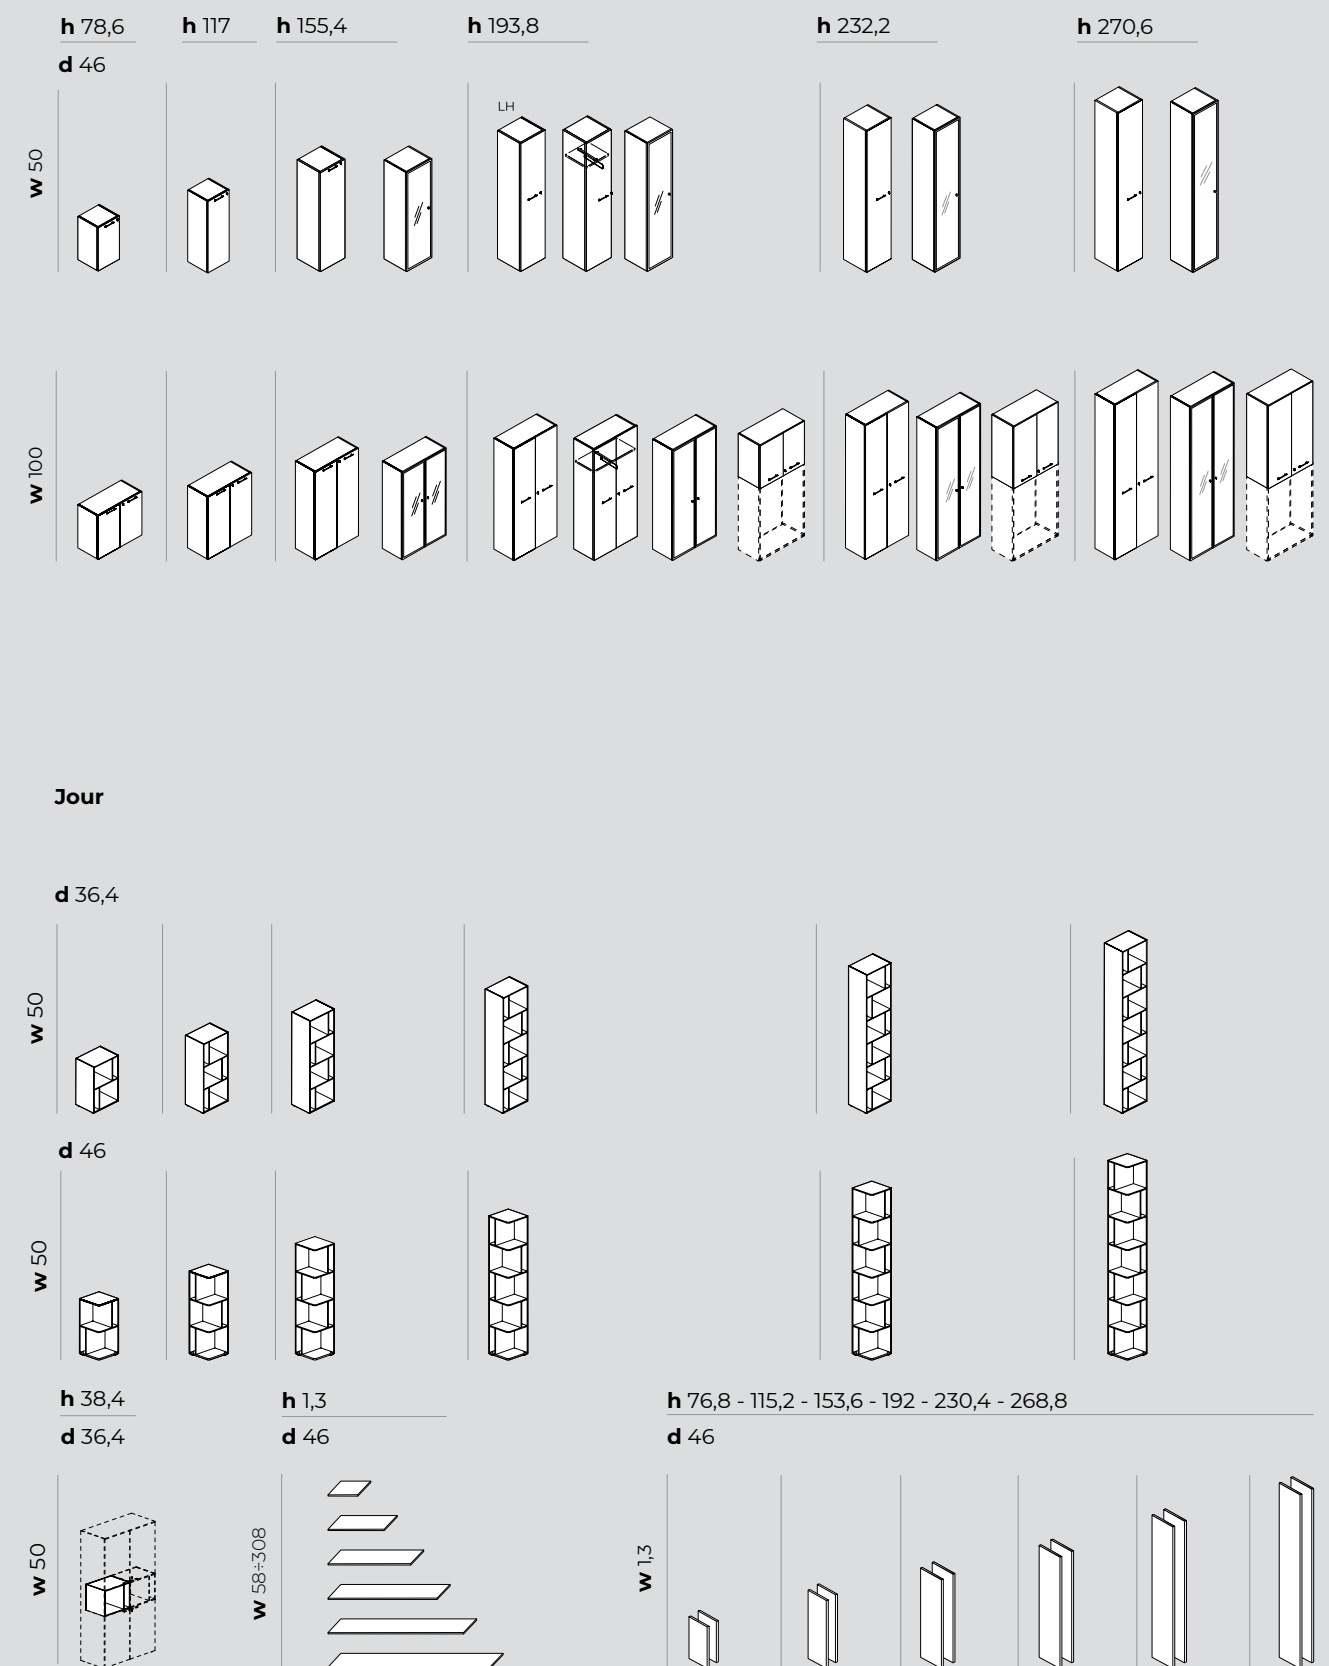 h 78,6 h 117 h 155,4 h 193,8 h 232,2 h 270,6
d 46
LH
w 50
w 100
Jour
d 36,4
w 50
d 46
w 50
h 38,4 h 1,3 h 76,8 - 115,2 - 153,6 - 192 - 230,4 - 268,8
d 36,4 d 46 d 46
w 50 w 58÷308 w 1,3